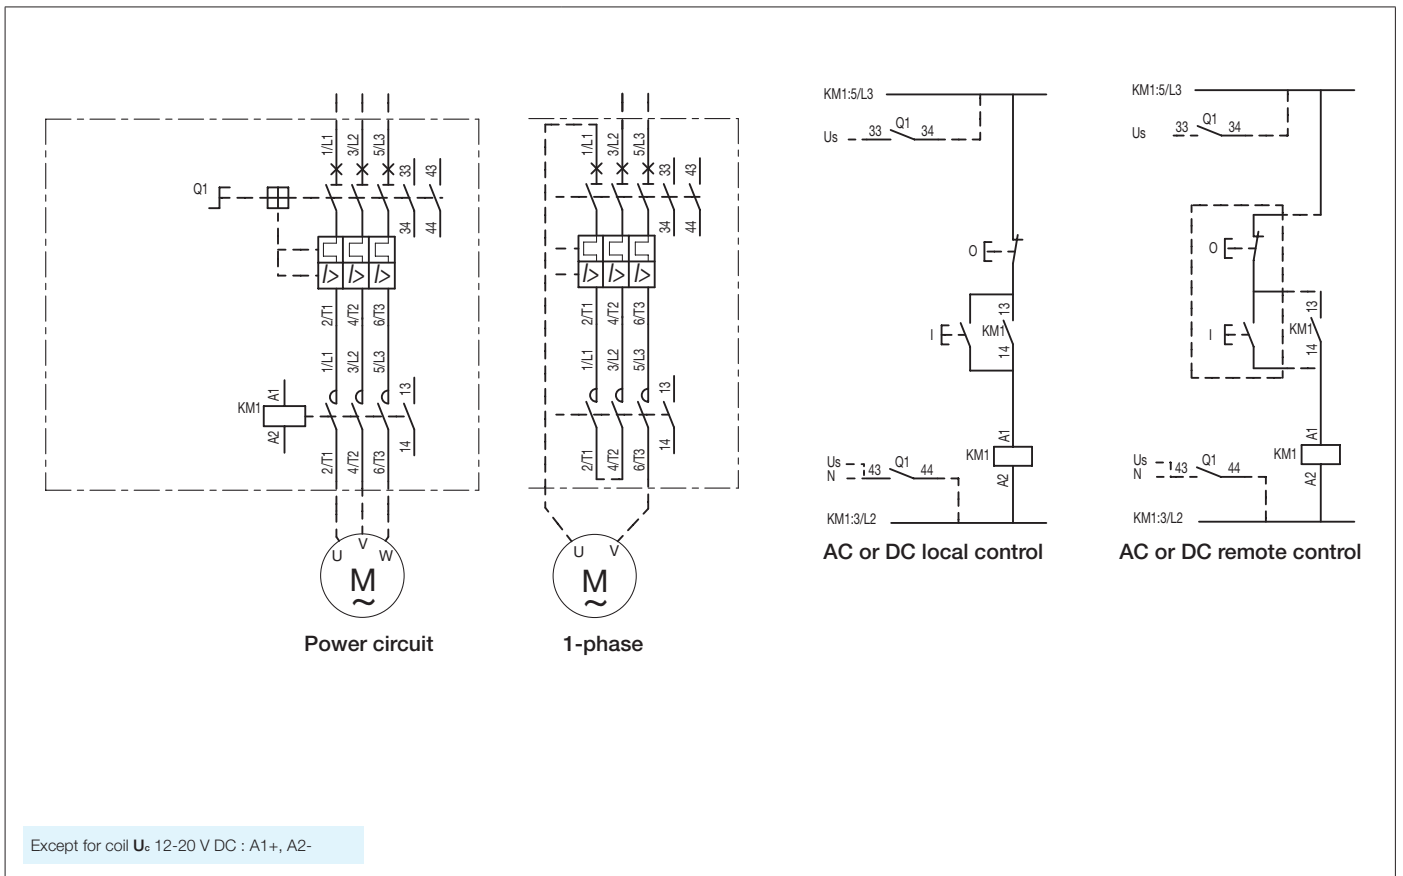 1/L1 3/L2 5/L3
33 43
Q1
34 44
I> I> I>
2/T1 4/T2 6/T3
1/L1 3/L2 5/L3
A1 13
KM1
A2 14
2/T1 4/T2 6/T3
U V W
M
~
Power circuit
1/L1 3/L2 5/L3
33 43
34 44
I> I> I>
2/T1 4/T2 6/T3
1/L1 3/L2 5/L3
13
14
2/T1 4/T2 6/T3
U V
M
~
1-phase
KM1:5/L3
Us 33 Q1 34
O
I KM1 13 14
A1
KM1
A2
Us
N 43 Q1 44
KM1:3/L2
AC or DC local control
KM1:5/L3
Us 33 Q1 34
O
I KM1 13 14
A1
KM1
A2
Us
N 43 Q1 44
KM1:3/L2
AC or DC remote control
Except for coil Uc 12-20 V DC : A1+, A2-